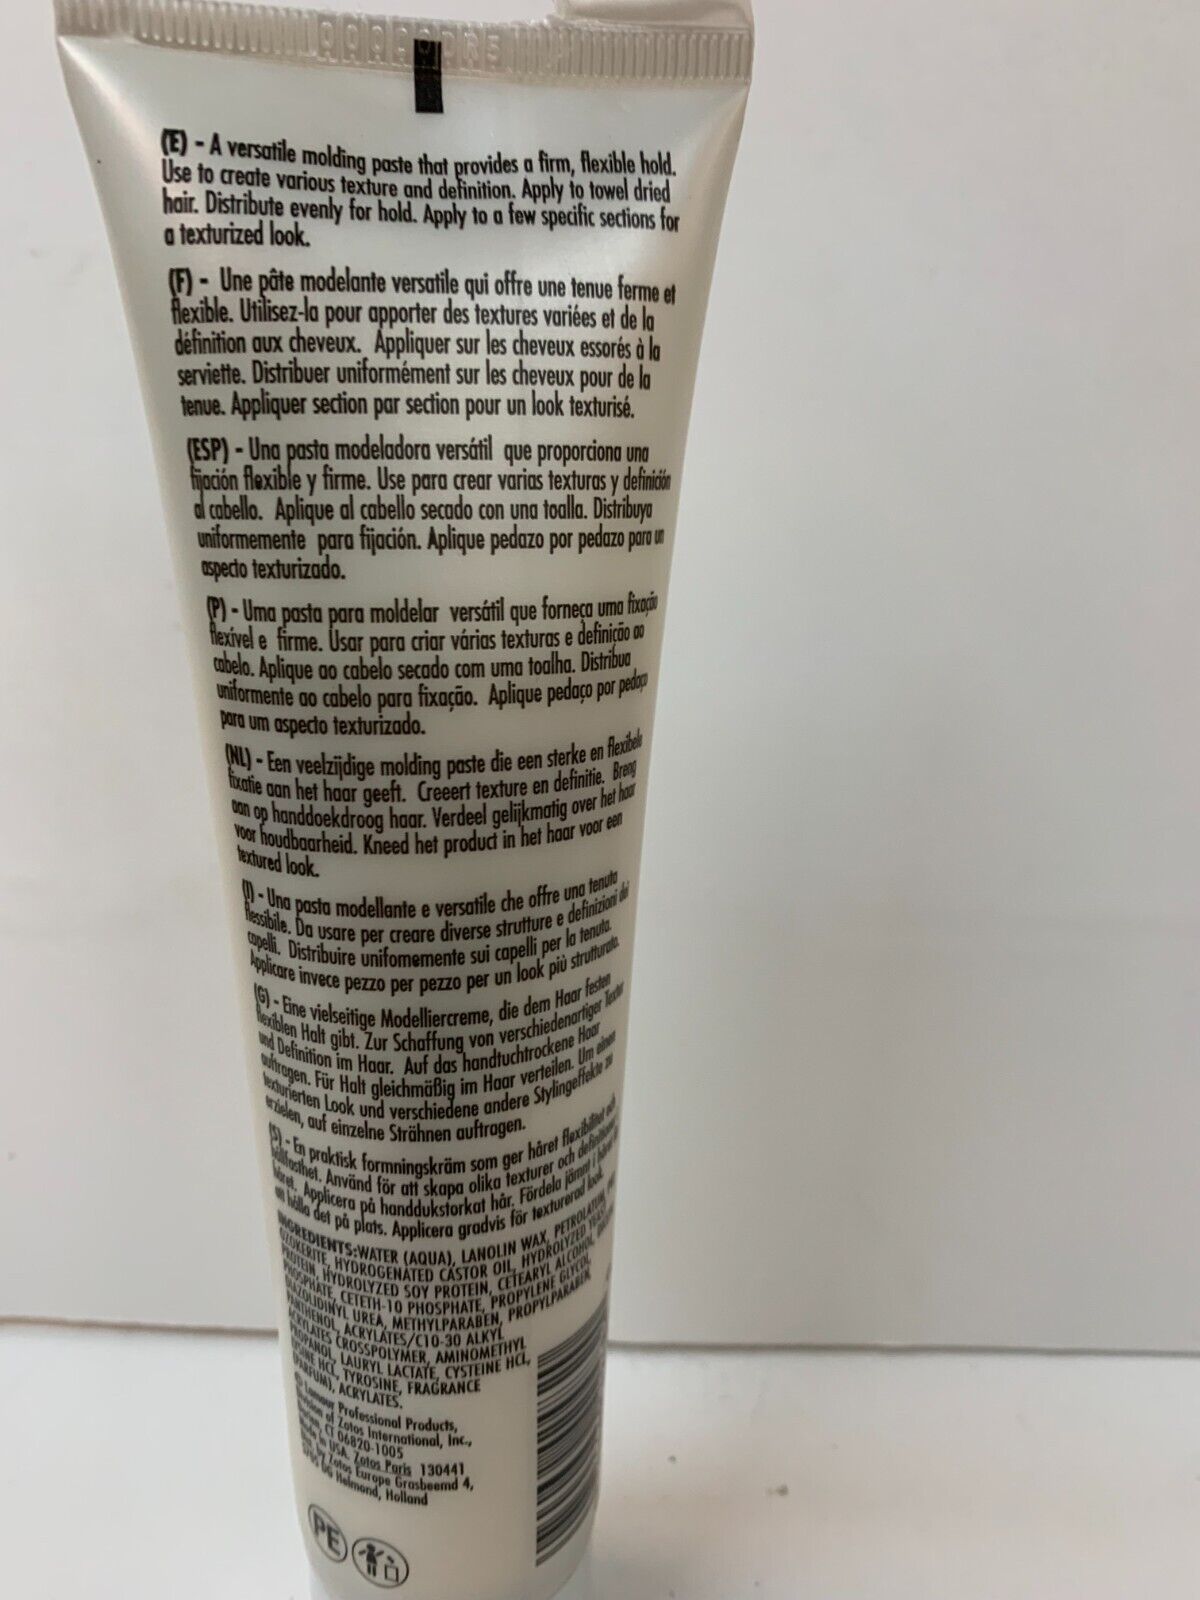 (E) - A versatile molding paste that provides a firm, flexible hold.
Use to create various texture and definition. Apply to towel dried
hair. Distribute evenly for hold. Apply to a few specific sections for
a texturized look.
(F) - Une pâte modelante versatile qui offre une tenue ferme et
flexible. Utilisez-la pour apporter des textures variées et de la
définition aux cheveux. Appliquer sur les cheveux essorés à la
serviette. Distribuer uniformément sur les cheveux pour de la
tenue. Appliquer section par section pour un look texturisé.
(ESP) - Una pasta modeladora versátil que proporciona una
fijación flexible y firme. Use para crear varias texturas y definición
al cabello. Aplique al cabello secado con una toalla. Distribuya
uniformemente para fijación. Aplique pedazo por pedazo para un
aspecto texturizado.
(P) - Uma pasta para moldelar versátil que forneça uma fixação
flexível e firme. Usar para criar várias texturas e definição ao
cabelo. Aplique ao cabelo secado com uma toalha. Distribua
uniformente ao cabelo para fixação. Aplique pedaço por pedaço
para um aspecto texturizado.
(NL) - Een veelzijdige molding paste die een sterke en flexibele
fixatie aan het haar geeft. Creeert texture en definitie. Breng
aan op handdoekdroog haar. Verdeel gelijkmatig over het haar
voor houdbaarheid. Kneed het product in het haar voor een
textured look.
(I) - Una pasta modellante e versatile che offre una tenuta
flessibile. Da usare per creare diverse strutture e definizioni dei
capelli. Distribuire unifomemente sui capelli per la tenuta.
Applicare invece pezzo per pezzo per un look più strutturato.
(G) - Eine vielseitige Modelliercreme, die dem Haar festen
flexiblen Halt gibt. Zur Schaffung von verschiedenartiger Textur
und Definition im Haar. Auf das handtuchtrockene Haar
auftragen. Für Halt gleichmäßig im Haar verteilen. Um einen
texturierten Look und verschiedene andere Stylingeffekte zu
erzielen, auf einzelne Strähnen auftragen.
(S) - En praktisk formningskräm som ger håret flexibilitet och
hållfasthet. Använd för att skapa olika texturer och definitioner i
håret. Applicera på handdukstorkat hår. Fördela jämnt i håret
att hålla det på plats. Applicera gradvis för texturerad look.
INGREDIENTS:WATER (AQUA), LANOLIN WAX, PETROLATUM,
OZOKERITE, HYDROGENATED CASTOR OIL, HYDROLYZED
PROTEIN, HYDROLYZED SOY PROTEIN, CETEARYL ALCOHOL,
PHOSPHATE, CETETH-10 PHOSPHATE, PROPYLENE GLYCOL,
DIAZOLIDINYL UREA, METHYLPARABEN, PROPYLPARABEN,
PANTHENOL, ACRYLATES/C10-30 ALKYL
ACRYLATES CROSSPOLYMER, AMINOMETHYL
PROPANOL, LAURYL LACTATE, CYSTEINE HCL,
LYSINE HCL, TYROSINE, FRAGRANCE
(PARFUM), ACRYLATES.
© Lamaur Professional Products,
Division of Zotos International, Inc.,
Darien, CT 06820-1005
Made in USA. Zotos Paris 130441
by Zotos Europe Grasbeemd 4,
5705 DG Helmond, Holland
PE